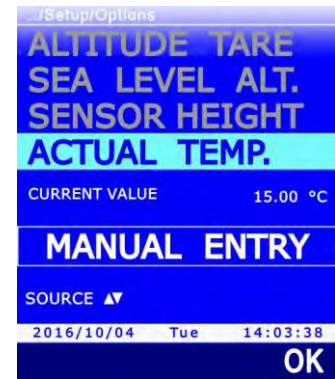 ../Setup/Options
ALTITUDE TARE
SEA LEVEL ALT.
SENSOR HEIGHT
ACTUAL TEMP.
CURRENT VALUE 15.00 °C
MANUAL ENTRY
SOURCE ▲▼
2016/10/04 Tue 14:03:38
OK